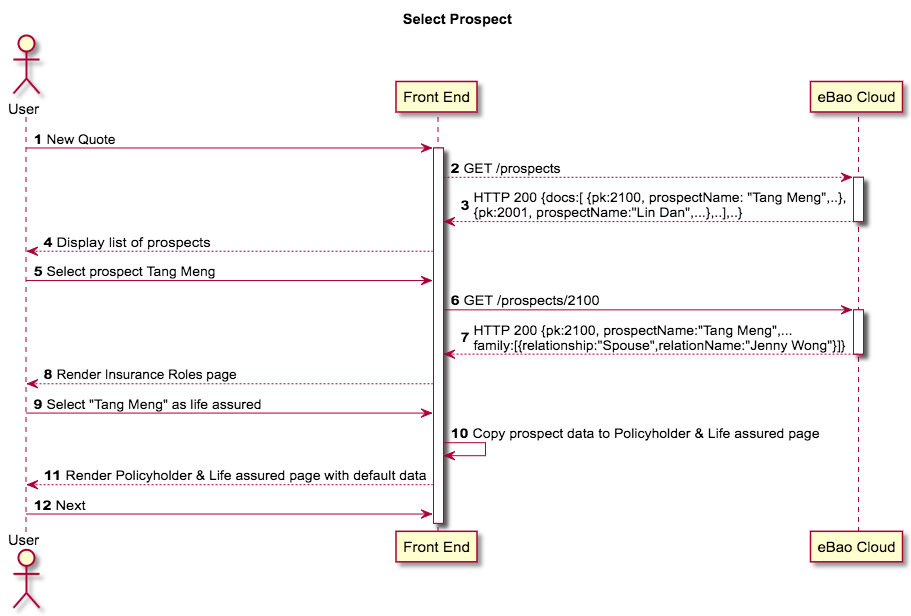 Select Prospect
User
Front End
eBao Cloud
1 New Quote
2 GET /prospects
3 HTTP 200 {docs:[ {pk:2100, prospectName: "Tang Meng",..},
{pk:2001, prospectName:"Lin Dan",...},..],..}
4 Display list of prospects
5 Select prospect Tang Meng
6 GET /prospects/2100
7 HTTP 200 {pk:2100, prospectName:"Tang Meng",...
family:[{relationship:"Spouse",relationName:"Jenny Wong"}]}
8 Render Insurance Roles page
9 Select "Tang Meng" as life assured
10 Copy prospect data to Policyholder & Life assured page
11 Render Policyholder & Life assured page with default data
12 Next
User
Front End
eBao Cloud